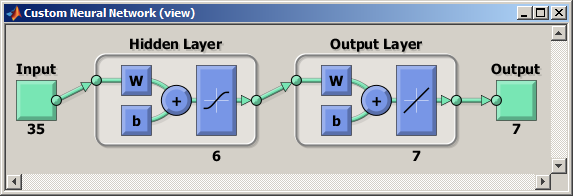 Custom Neural Network (view)
Hidden Layer
Output Layer
Input
Output
W
b
+
W
b
+
35
6
7
7